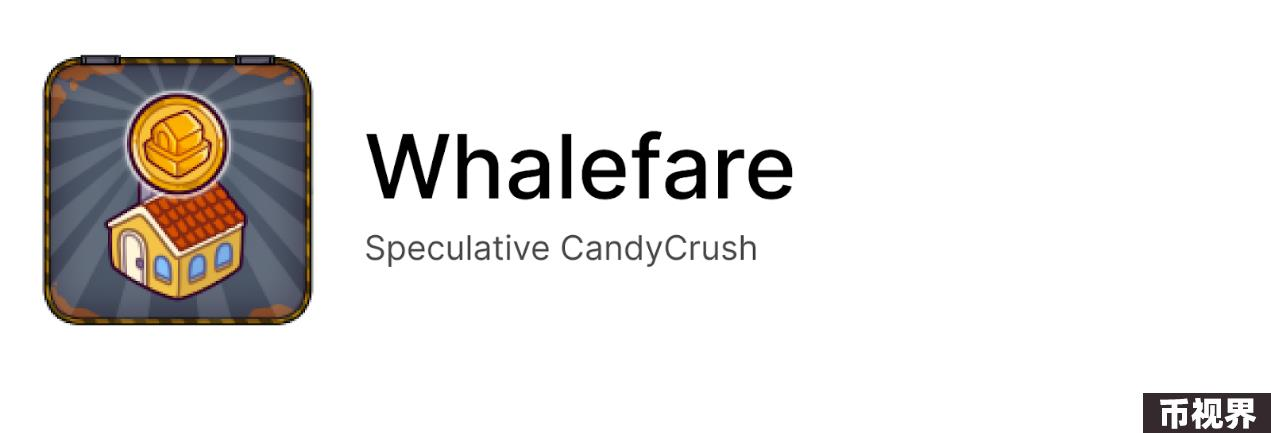 Whalefare
Speculative CandyCrush
币视界